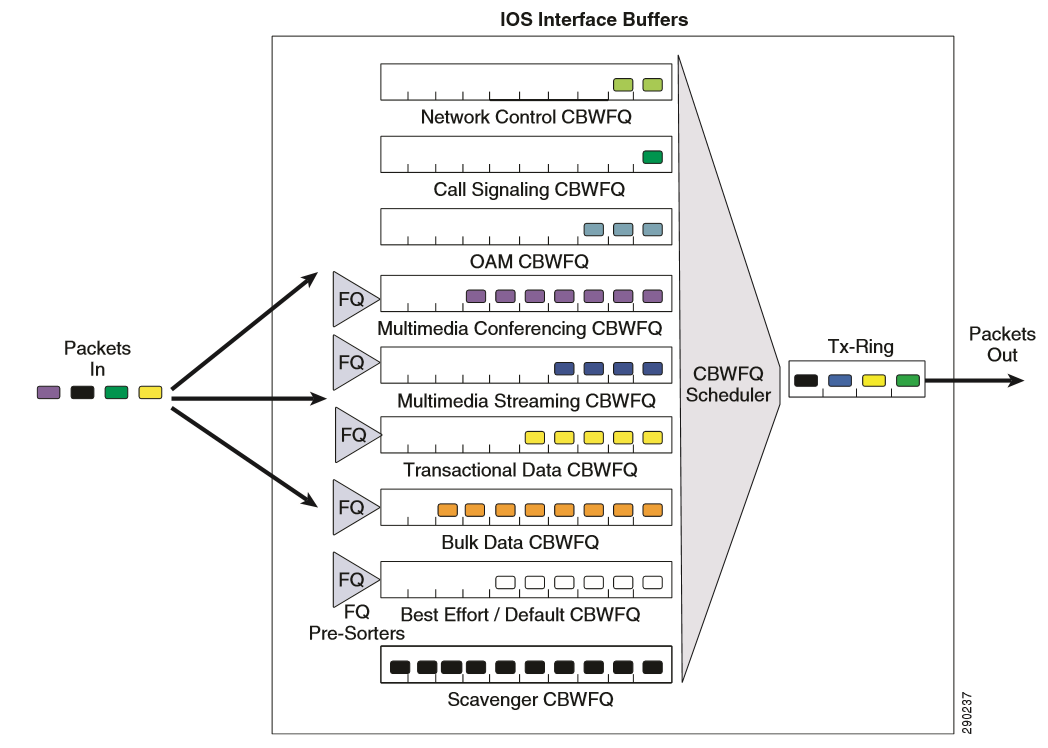 IOS Interface Buffers
Network Control CBWFQ
Call Signaling CBWFQ
OAM CBWFQ
FQ
Multimedia Conferencing CBWFQ
FQ
Multimedia Streaming CBWFQ
FQ
Transactional Data CBWFQ
FQ
Bulk Data CBWFQ
FQ
Best Effort / Default CBWFQ
FQ
Pre-Sorters
Scavenger CBWFQ
Packets
In
CBWFQ
Scheduler
Tx-Ring
Packets
Out
290237